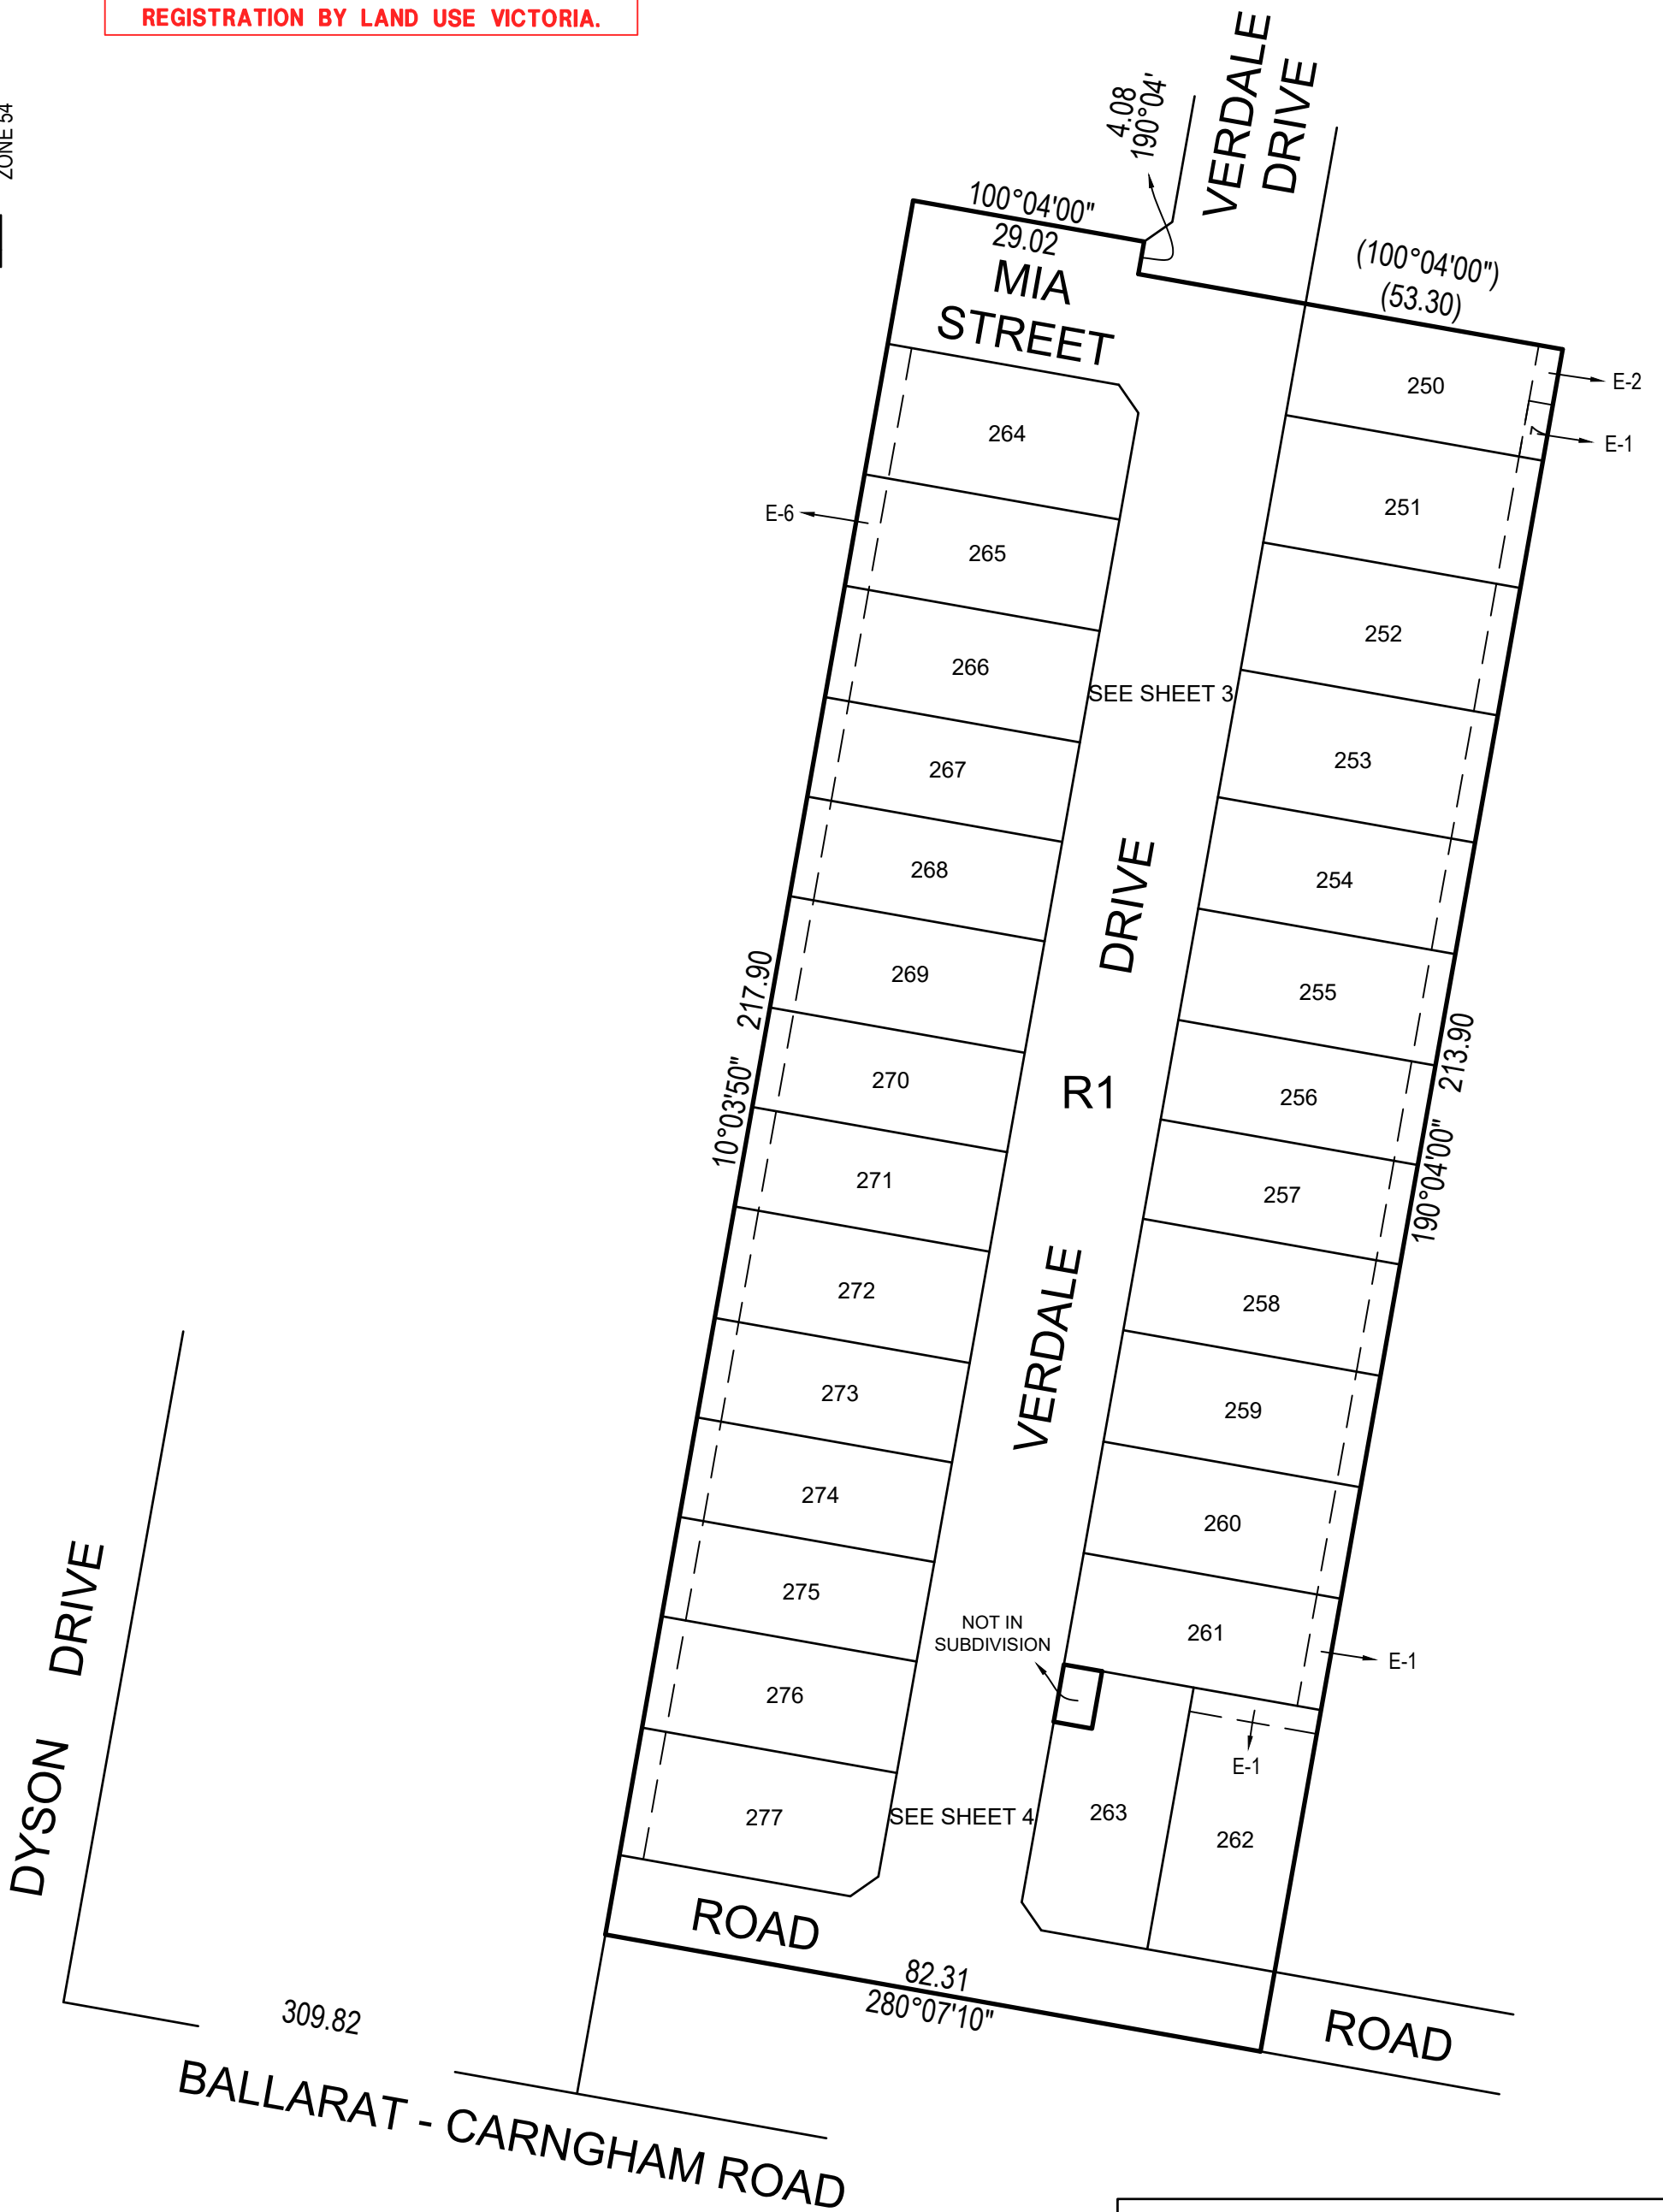 REGISTRATION BY LAND USE VICTORIA.
ZONE 54
VERDALE
DRIVE
4.08
190°04'
100°04'00"
29.02
MIA
STREET
(100°04'00")
(53.30)
250
E-2
E-1
264
251
E-6
265
252
266
SEE SHEET 3
253
267
268
254
DRIVE
269
255
217.90
10°03'50"
270
R1
256
213.90
190°04'00"
271
257
272
258
VERDALE
273
259
274
260
275
NOT IN
SUBDIVISION
261
E-1
276
E-1
277
SEE SHEET 4
263
262
DYSON DRIVE
ROAD
82.31
280°07'10"
309.82
ROAD
BALLARAT - CARNGHAM ROAD